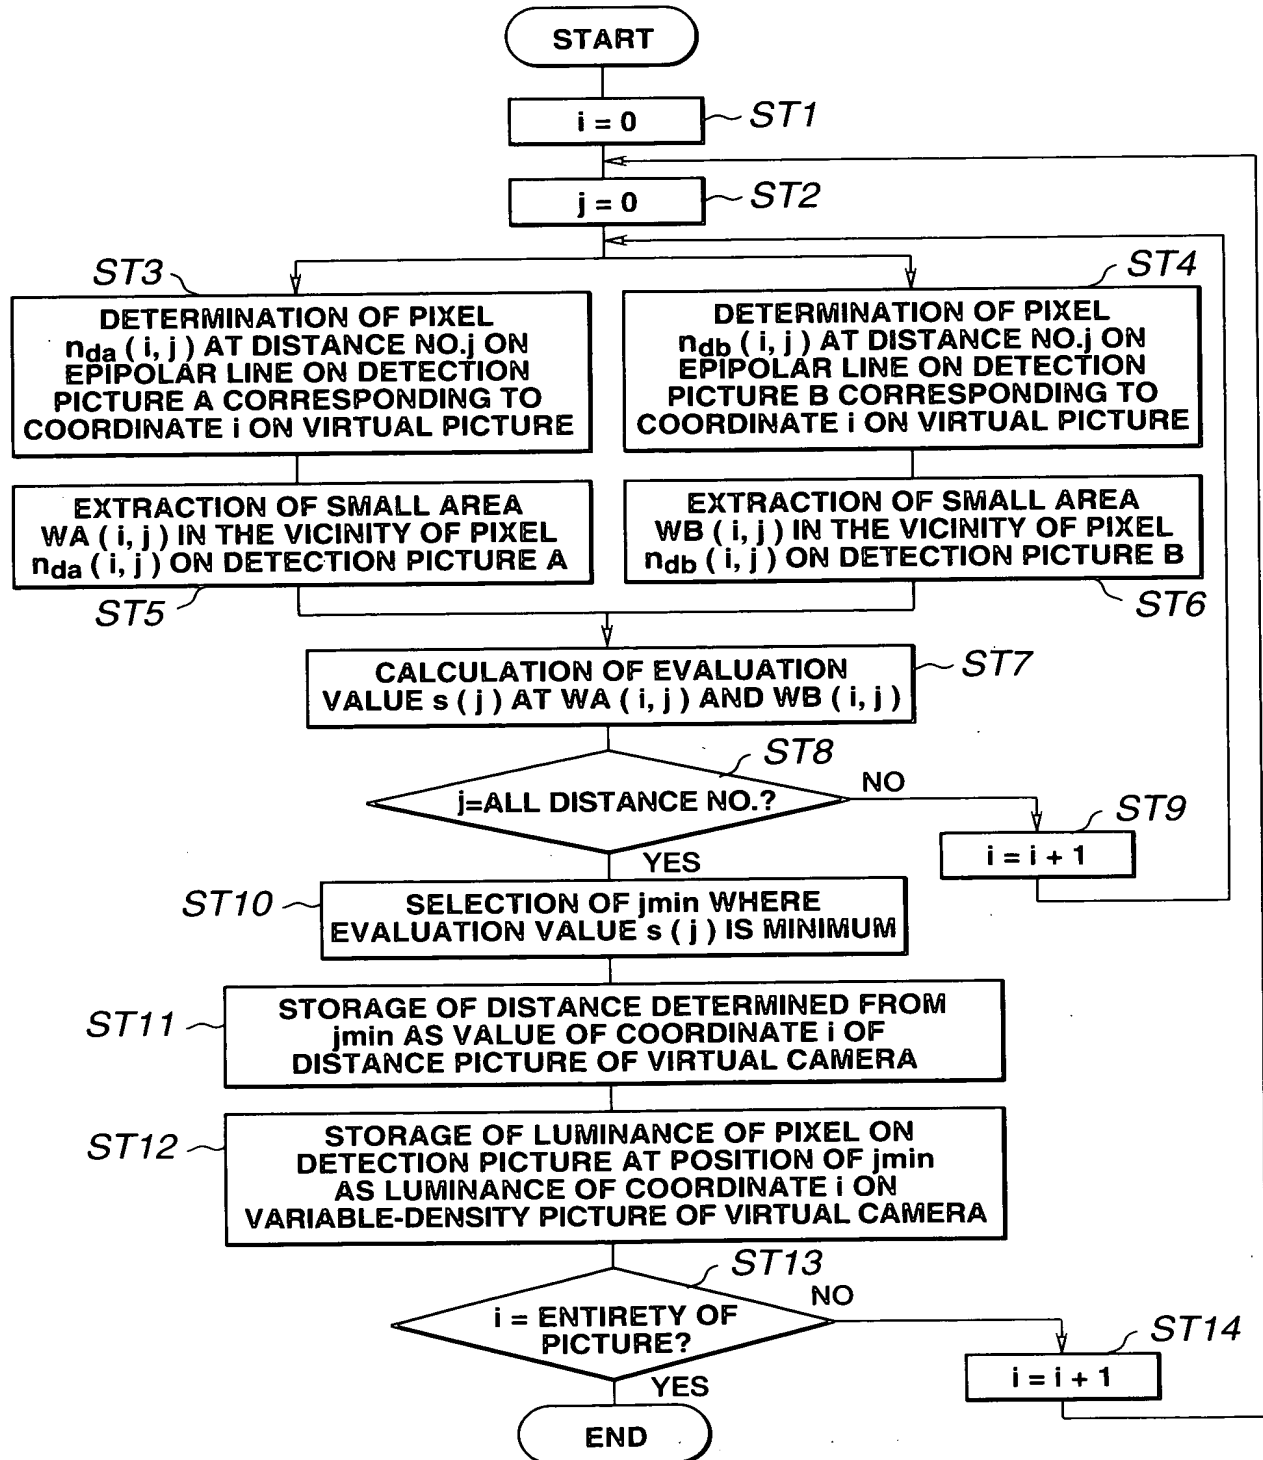 START
i = 0
ST1
j = 0
ST2
ST3
ST4
DETERMINATION OF PIXEL
nda ( i, j ) AT DISTANCE NO.j ON
EPIPOLAR LINE ON DETECTION
PICTURE A CORRESPONDING TO
COORDINATE i ON VIRTUAL PICTURE
DETERMINATION OF PIXEL
ndb ( i, j ) AT DISTANCE NO.j ON
EPIPOLAR LINE ON DETECTION
PICTURE B CORRESPONDING TO
COORDINATE i ON VIRTUAL PICTURE
EXTRACTION OF SMALL AREA
WA ( i, j ) IN THE VICINITY OF PIXEL
nda ( i, j ) ON DETECTION PICTURE A
EXTRACTION OF SMALL AREA
WB ( i, j ) IN THE VICINITY OF PIXEL
ndb ( i, j ) ON DETECTION PICTURE B
ST5
ST6
CALCULATION OF EVALUATION
VALUE s ( j ) AT WA ( i, j ) AND WB ( i, j )
ST7
ST8
j=ALL DISTANCE NO.?
NO
ST9
i = i + 1
YES
ST10
SELECTION OF jmin WHERE
EVALUATION VALUE s ( j ) IS MINIMUM
ST11
STORAGE OF DISTANCE DETERMINED FROM
jmin AS VALUE OF COORDINATE i OF
DISTANCE PICTURE OF VIRTUAL CAMERA
ST12
STORAGE OF LUMINANCE OF PIXEL ON
DETECTION PICTURE AT POSITION OF jmin
AS LUMINANCE OF COORDINATE i ON
VARIABLE-DENSITY PICTURE OF VIRTUAL CAMERA
ST13
i = ENTIRETY OF
PICTURE?
NO
ST14
i = i + 1
YES
END